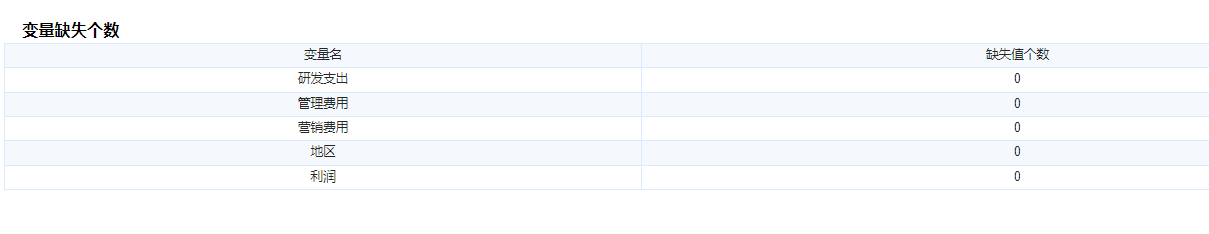 变量缺失个数
变量名 缺失值个数
研发支出 0
管理费用 0
营销费用 0
地区 0
利润 0